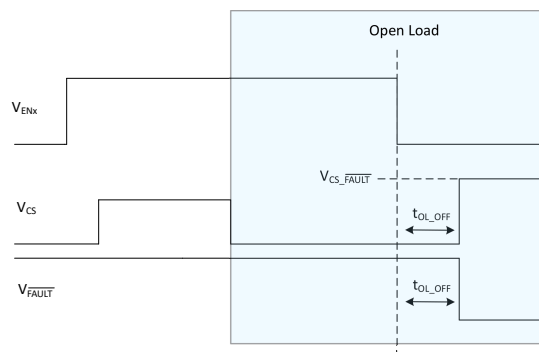 Open Load
VENx
VCS_FAULT
VCS
tOL_OFF
VFAULT
tOL_OFF